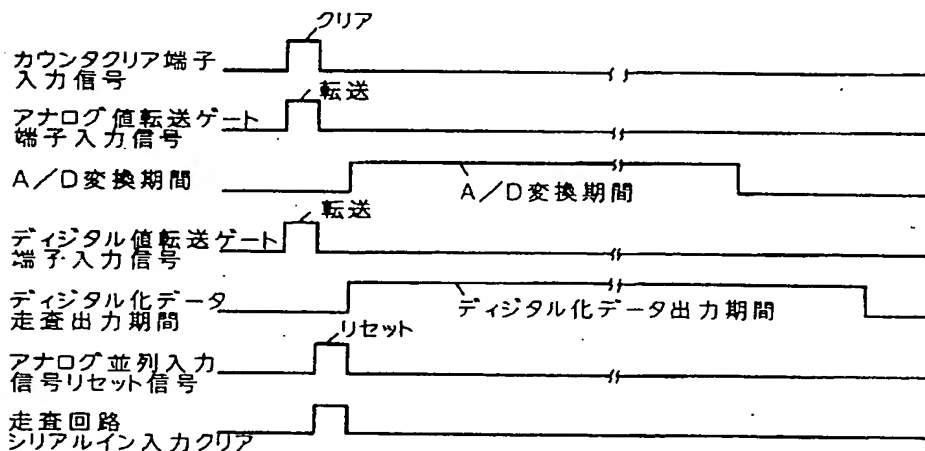 クリア
カウンタクリア端子
入力信号
転送
アナログ値転送ゲート
端子入力信号
A/D変換期間
A/D変換期間
転送
ディジタル値転送ゲート
端子入力信号
ディジタル化データ
走査出力期間
ディジタル化データ出力期間
リセット
アナログ並列入力
信号リセット信号
走査回路
シリアルイン入力クリア